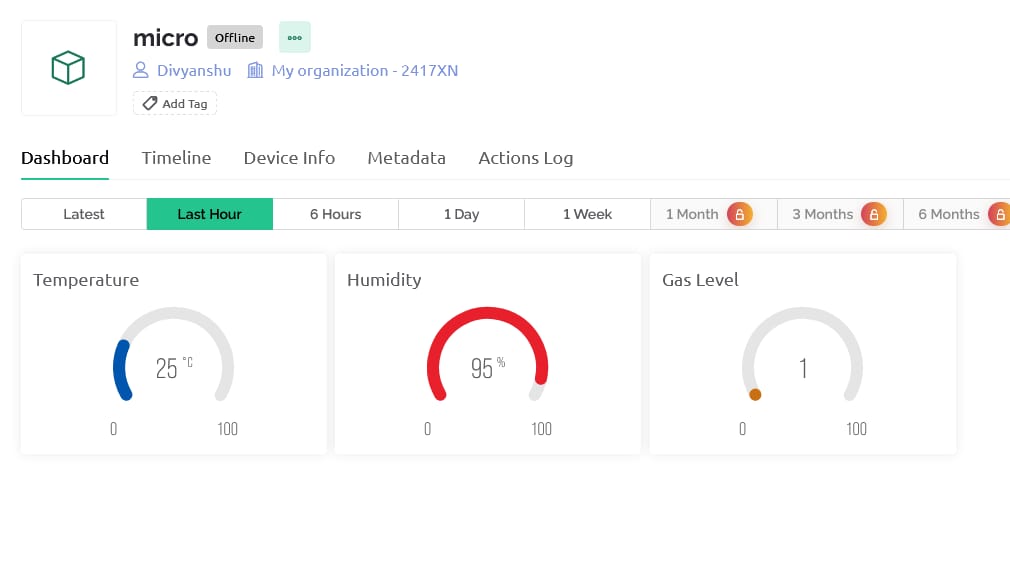 micro Offline
Divyanshu My organization - 2417XN
Add Tag
Dashboard Timeline Device Info Metadata Actions Log
Latest Last Hour 6 Hours 1 Day 1 Week 1 Month 3 Months 6 Months
Temperature Humidity Gas Level
25 °C 95 % 1
0 100 0 100 0 100